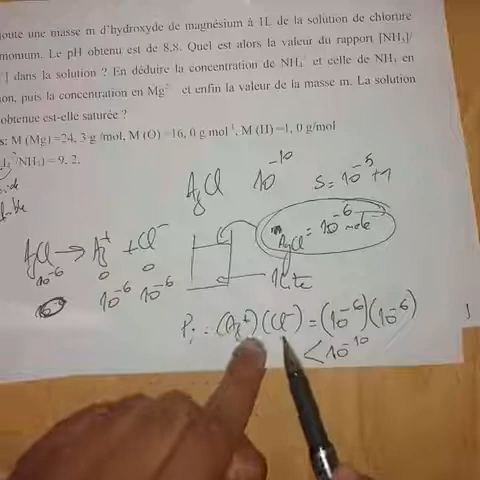 oute une masse m d'hydroxyde de magnésium à 1L de la solution de chlorure
monium. Le pH obtenu est de 8,8. Quel est alors la valeur du rapport [NH₃]/
] dans la solution ? En déduire la concentration de NH₄⁺ et celle de NH₃ en
ion, puis la concentration en Mg²⁺ et enfin la valeur de la masse m. La solution
obtenue est-elle saturée ?
s: M (Mg) =24, 3 g /mol, M (O) =16, 0 g mol⁻¹, M (H) =1, 0 g/mol
/NH₃) = 9, 2.
AgCl 10⁻¹⁰ S = 10⁻⁵ + 1
AgCl → Ag⁺ + Cl⁻
n AgCl = 10⁻⁶ mole
10⁻⁶ 0 0
10⁻⁶ 10⁻⁶
1 litre
Pᵢ = (Ag⁺)(Cl⁻) = (10⁻⁶)(10⁻⁶)
< 10⁻¹⁰